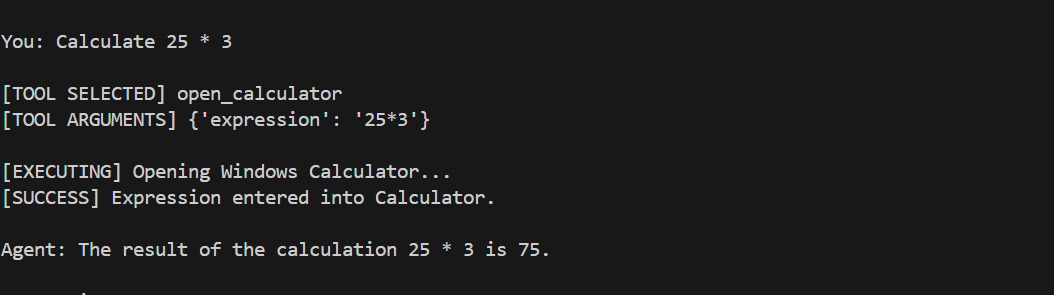 You: Calculate 25 * 3
[TOOL SELECTED] open_calculator
[TOOL ARGUMENTS] {'expression': '25*3'}
[EXECUTING] Opening Windows Calculator...
[SUCCESS] Expression entered into Calculator.
Agent: The result of the calculation 25 * 3 is 75.